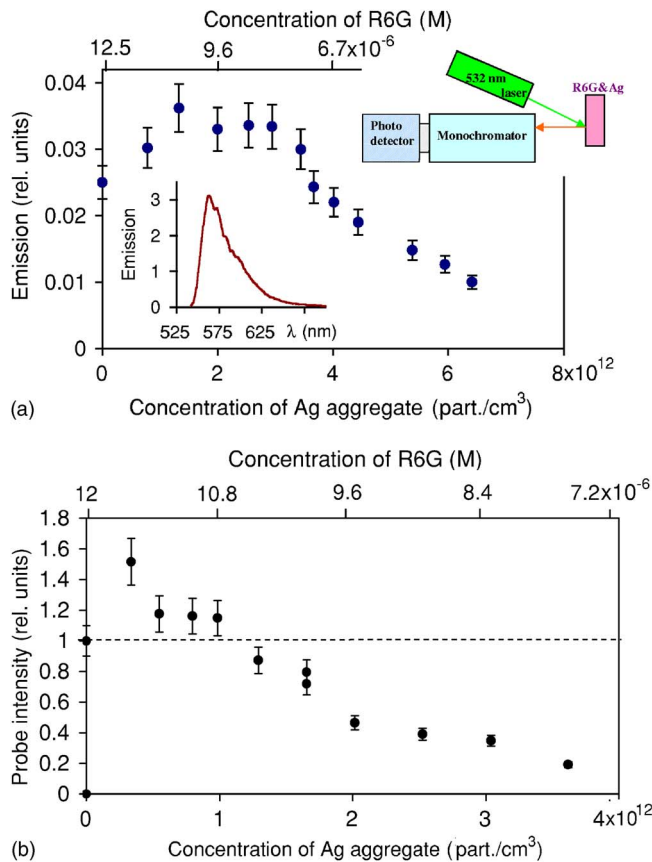 Concentration of R6G (M)
12.5 9.6 6.7x10⁻⁶
532 nm
laser
R6G&Ag
Photo
detector
Monochromator
Emission (rel. units)
0.04
0.03
0.02
0.01
0
Emission
3
2
1
0
525 575 625 λ (nm)
0 2 4 6 8x10¹²
(a) Concentration of Ag aggregate (part./cm³)
Concentration of R6G (M)
12 10.8 9.6 8.4 7.2x10⁻⁶
Probe intensity (rel. units)
1.8
1.6
1.4
1.2
1
0.8
0.6
0.4
0.2
0
0 1 2 3 4x10¹²
(b) Concentration of Ag aggregate (part./cm³)